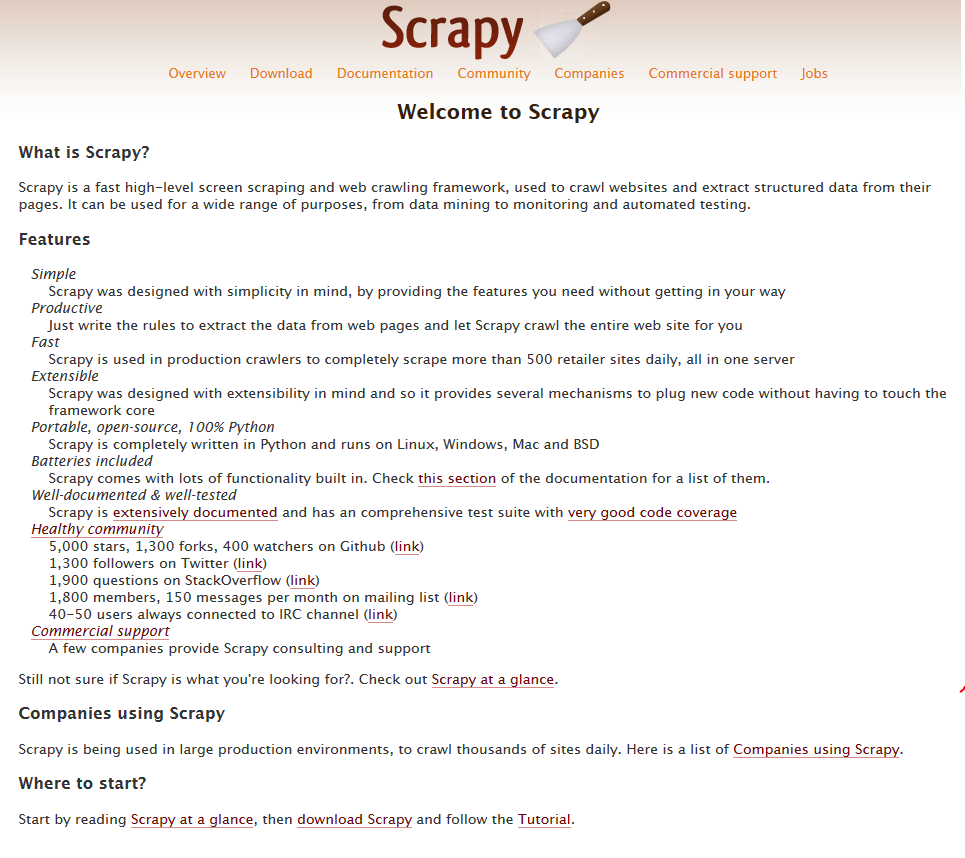 Scrapy
Overview Download Documentation Community Companies Commercial support Jobs
Welcome to Scrapy
What is Scrapy?
Scrapy is a fast high-level screen scraping and web crawling framework, used to crawl websites and extract structured data from their
pages. It can be used for a wide range of purposes, from data mining to monitoring and automated testing.
Features
Simple
Scrapy was designed with simplicity in mind, by providing the features you need without getting in your way
Productive
Just write the rules to extract the data from web pages and let Scrapy crawl the entire web site for you
Fast
Scrapy is used in production crawlers to completely scrape more than 500 retailer sites daily, all in one server
Extensible
Scrapy was designed with extensibility in mind and so it provides several mechanisms to plug new code without having to touch the
framework core
Portable, open-source, 100% Python
Scrapy is completely written in Python and runs on Linux, Windows, Mac and BSD
Batteries included
Scrapy comes with lots of functionality built in. Check this section of the documentation for a list of them.
Well-documented & well-tested
Scrapy is extensively documented and has an comprehensive test suite with very good code coverage
Healthy community
5,000 stars, 1,300 forks, 400 watchers on Github (link)
1,300 followers on Twitter (link)
1,900 questions on StackOverflow (link)
1,800 members, 150 messages per month on mailing list (link)
40-50 users always connected to IRC channel (link)
Commercial support
A few companies provide Scrapy consulting and support
Still not sure if Scrapy is what you're looking for?. Check out Scrapy at a glance.
Companies using Scrapy
Scrapy is being used in large production environments, to crawl thousands of sites daily. Here is a list of Companies using Scrapy.
Where to start?
Start by reading Scrapy at a glance, then download Scrapy and follow the Tutorial.